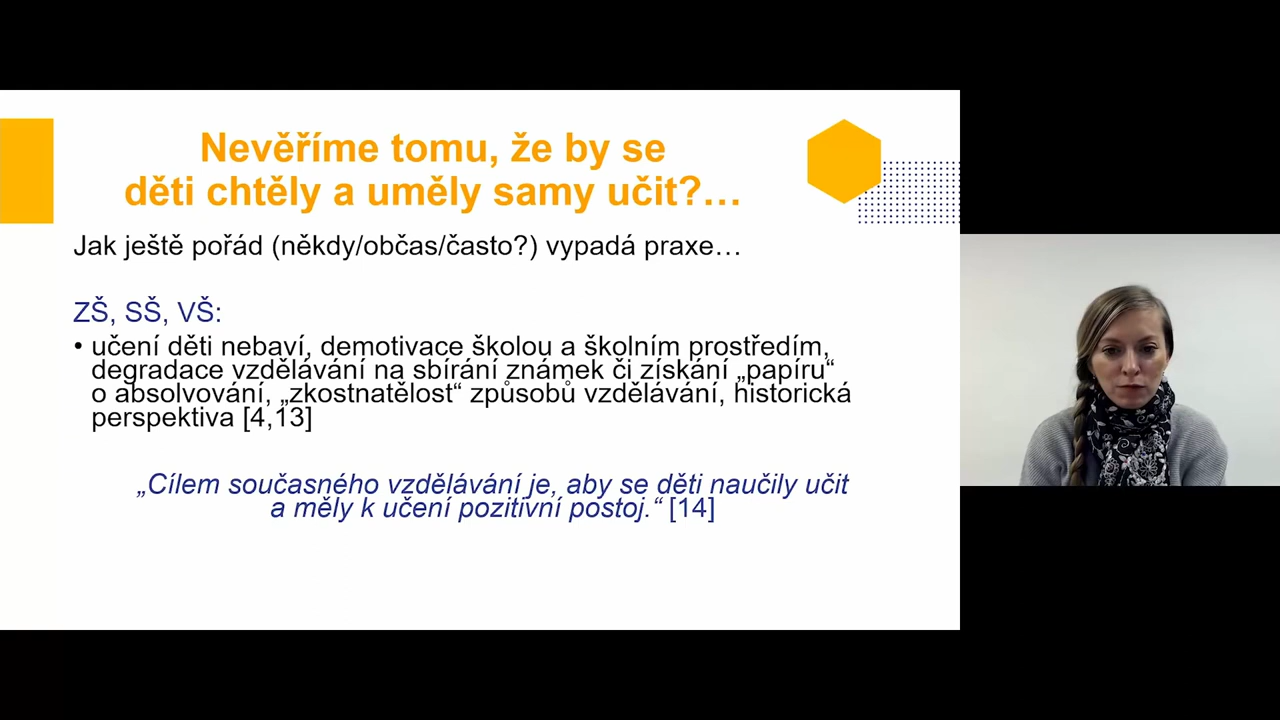 Nevěříme tomu, že by se
děti chtěly a uměly samy učit?…
Jak ještě pořád (někdy/občas/často?) vypadá praxe…
ZŠ, SŠ, VŠ:
• učení děti nebaví, demotivace školou a školním prostředím,
degradace vzdělávání na sbírání známek či získání „papíru“
o absolvování, „zkostnatělost“ způsobů vzdělávání, historická
perspektiva [4,13]
„Cílem současného vzdělávání je, aby se děti naučily učit
a měly k učení pozitivní postoj.“ [14]